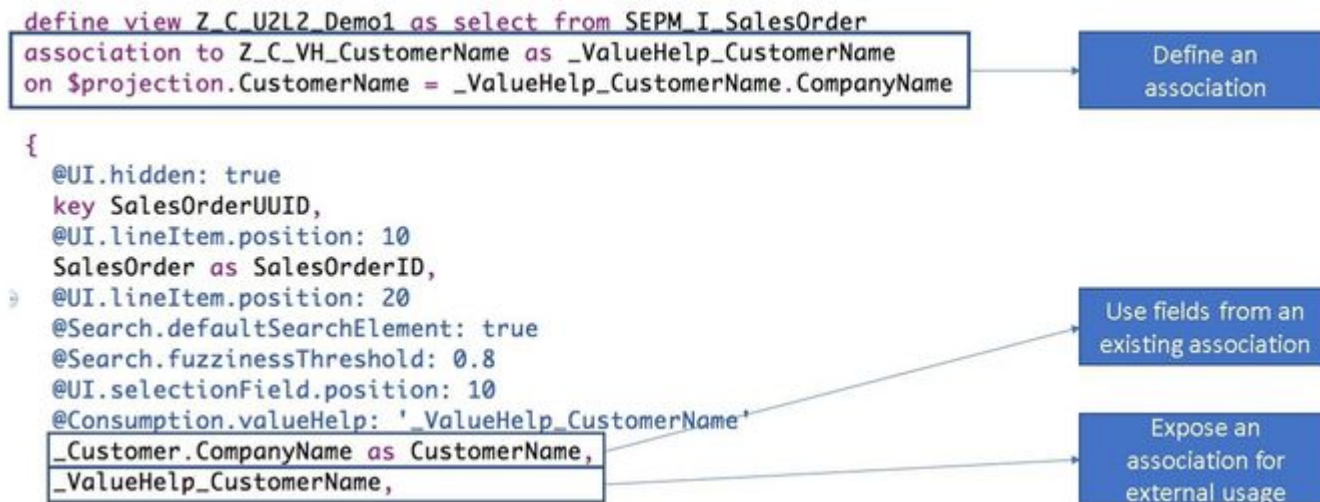 define view Z_C_U2L2_Demo1 as select from SEPM_I_SalesOrder
association to Z_C_VH_CustomerName as _ValueHelp_CustomerName
on $projection.CustomerName = _ValueHelp_CustomerName.CompanyName
Define an
association
{
@UI.hidden: true
key SalesOrderUUID,
@UI.lineItem.position: 10
SalesOrder as SalesOrderID,
@UI.lineItem.position: 20
@Search.defaultSearchElement: true
@Search.fuzzinessThreshold: 0.8
@UI.selectionField.position: 10
@Consumption.valueHelp: '_ValueHelp_CustomerName'
_Customer.CompanyName as CustomerName,
_ValueHelp_CustomerName,
Use fields from an
existing association
Expose an
association for
external usage